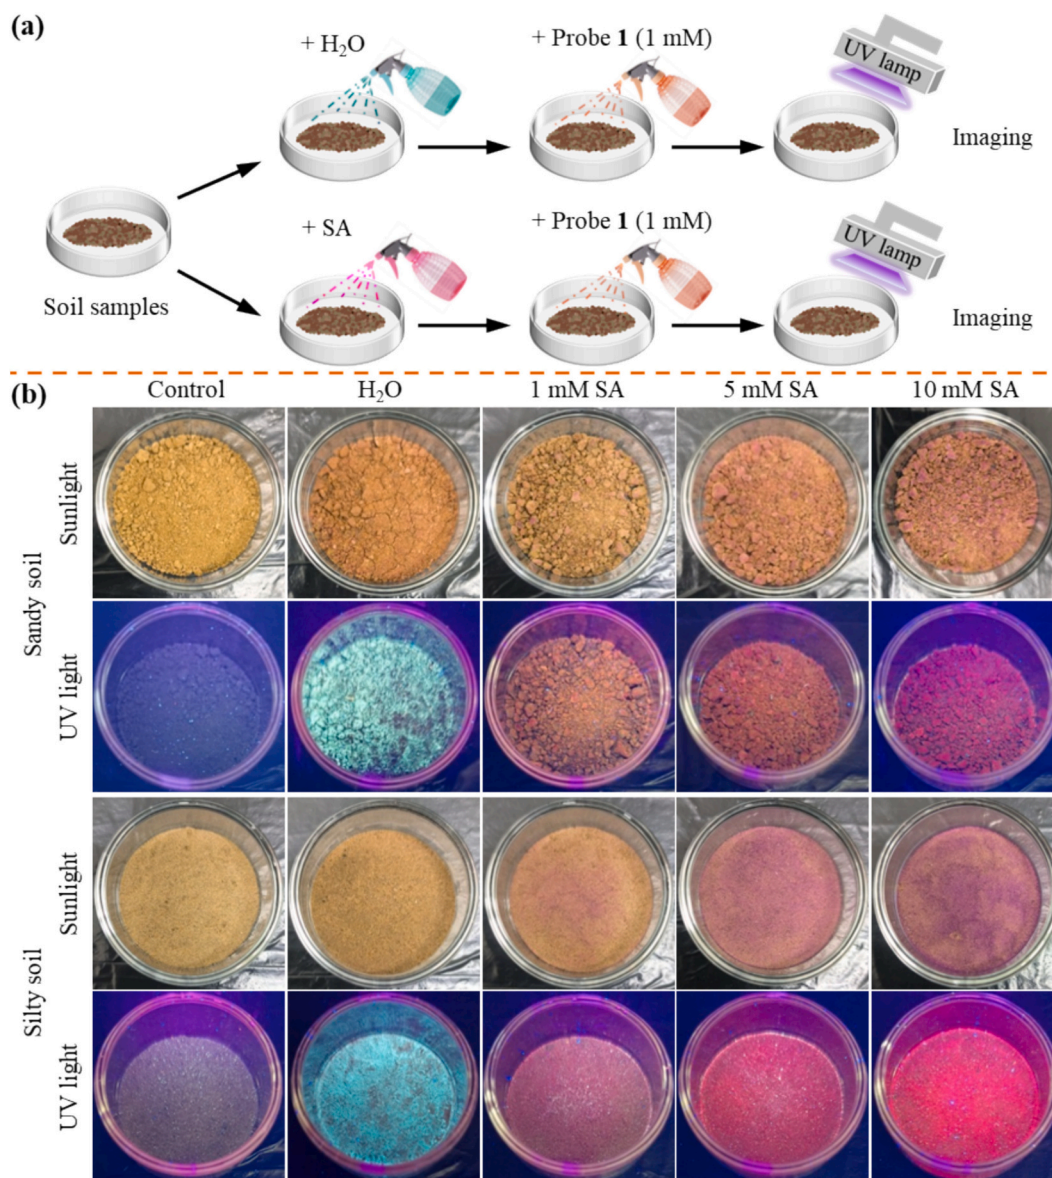 (a)
+ H₂O
+ Probe 1 (1 mM)
UV lamp
Imaging
+ SA
+ Probe 1 (1 mM)
UV lamp
Soil samples
Imaging
(b)
Control
H₂O
1 mM SA
5 mM SA
10 mM SA
Sandy soil
Sunlight
UV light
Silty soil
Sunlight
UV light